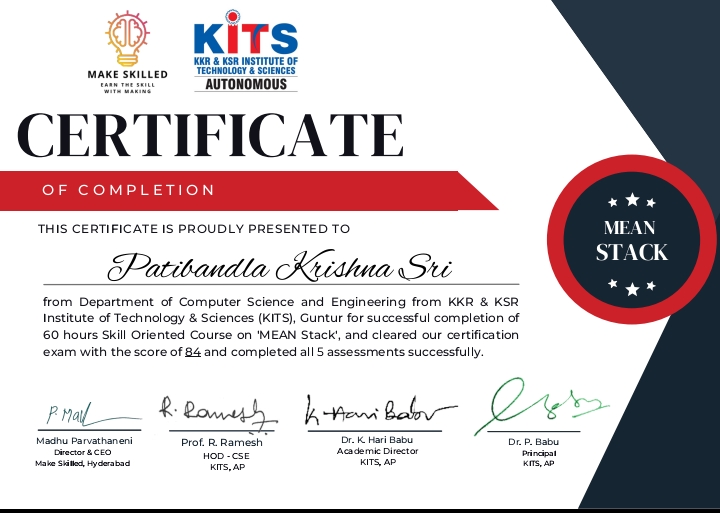 MAKE SKILLED
EARN THE SKILL
WITH MAKING
KiTS
KKR & KSR INSTITUTE OF
TECHNOLOGY & SCIENCES
AUTONOMOUS
CERTIFICATE
OF COMPLETION
MEAN
STACK
THIS CERTIFICATE IS PROUDLY PRESENTED TO
Patibandla Krishna Sri
from Department of Computer Science and Engineering from KKR & KSR
Institute of Technology & Sciences (KITS), Guntur for successful completion of
60 hours Skill Oriented Course on 'MEAN Stack', and cleared our certification
exam with the score of 84 and completed all 5 assessments successfully.
R. Ramesh
K. Hari Babu
Madhu Parvathaneni
Director & CEO
Make Skilled, Hyderabad
Prof. R. Ramesh
HOD - CSE
KITS, AP
Dr. K. Hari Babu
Academic Director
KITS, AP
Dr. P. Babu
Principal
KITS, AP